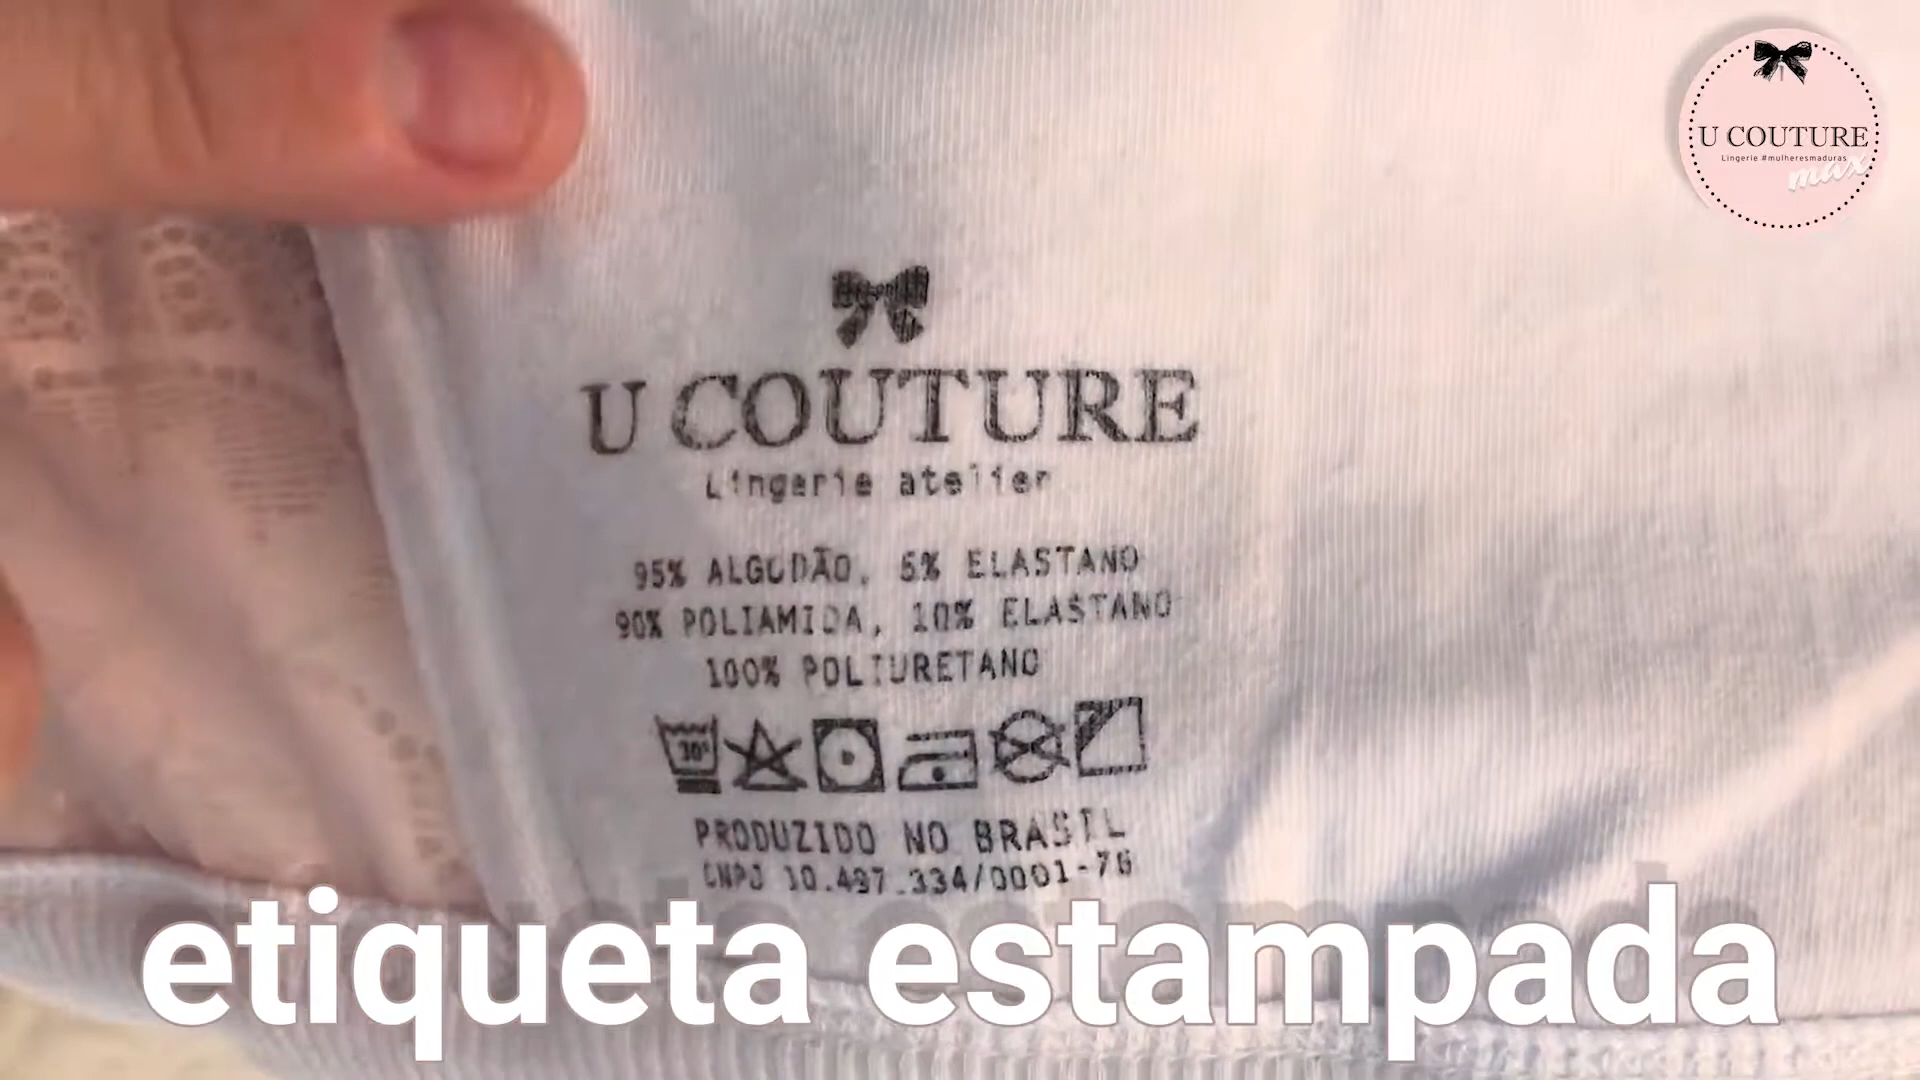 U COUTURE
Lingerie #mulheresmaduras
max
U COUTURE
Lingerie atelier
95% ALGODÃO, 5% ELASTANO
90% POLIAMIDA, 10% ELASTANO
100% POLIURETANO
30°
PRODUZIDO NO BRASIL
CNPJ 10.497.334/0001-76
etiqueta estampada